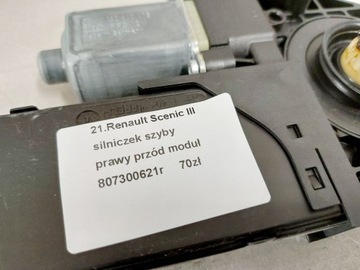 21.Renault Scenic III
silniczek szyby
prawy przód moduł
807300621r 70zł